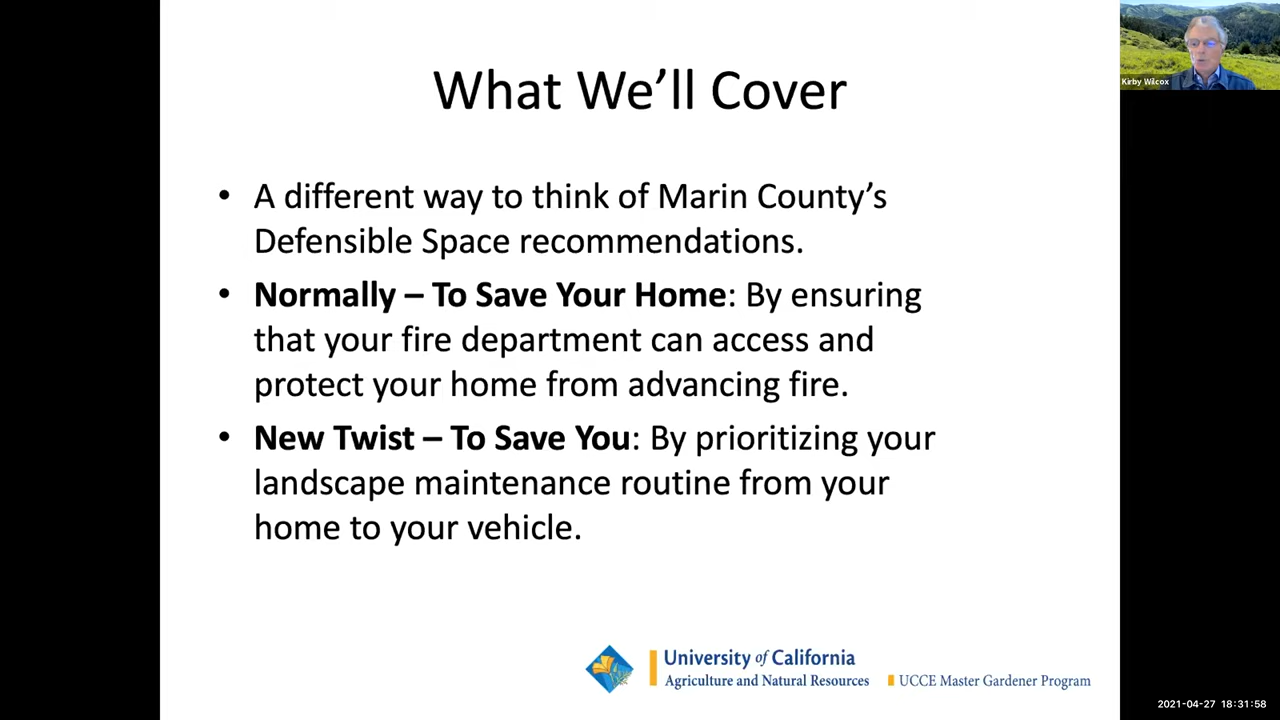 What We'll Cover
Kirby Wilcox
• A different way to think of Marin County's
Defensible Space recommendations.
• Normally – To Save Your Home: By ensuring
that your fire department can access and
protect your home from advancing fire.
• New Twist – To Save You: By prioritizing your
landscape maintenance routine from your
home to your vehicle.
University of California
Agriculture and Natural Resources
UCCE Master Gardener Program
2021-04-27 18:31:58